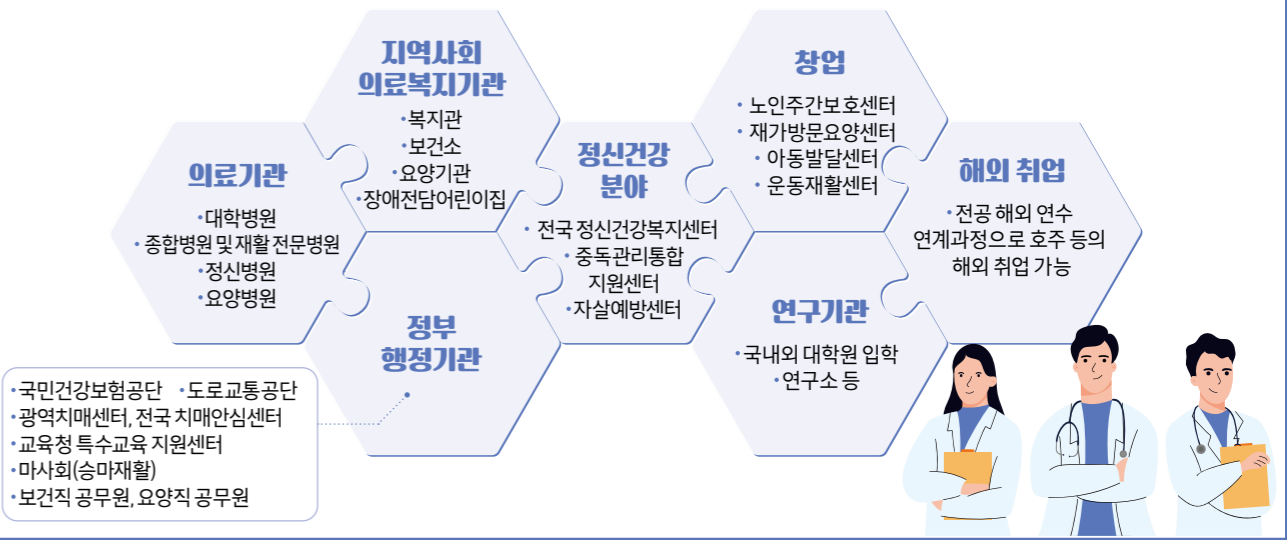 의료기관
•대학병원
•종합병원 및 재활 전문병원
•정신병원
•요양병원
지역사회
의료복지기관
•복지관
•보건소
•요양기관
•장애전담어린이집
정부
행정기관
•국민건강보험공단 •도로교통공단
•광역치매센터, 전국 치매안심센터
•교육청 특수교육 지원센터
•마사회(승마재활)
•보건직 공무원, 요양직 공무원
정신건강
분야
• 전국 정신건강복지센터
• 중독관리통합
지원센터
•자살예방센터
창업
• 노인주간보호센터
• 재가방문요양센터
• 아동발달센터
• 운동재활센터
연구기관
•국내외 대학원 입학
•연구소 등
해외 취업
•전공 해외 연수
연계과정으로 호주 등의
해외 취업 가능